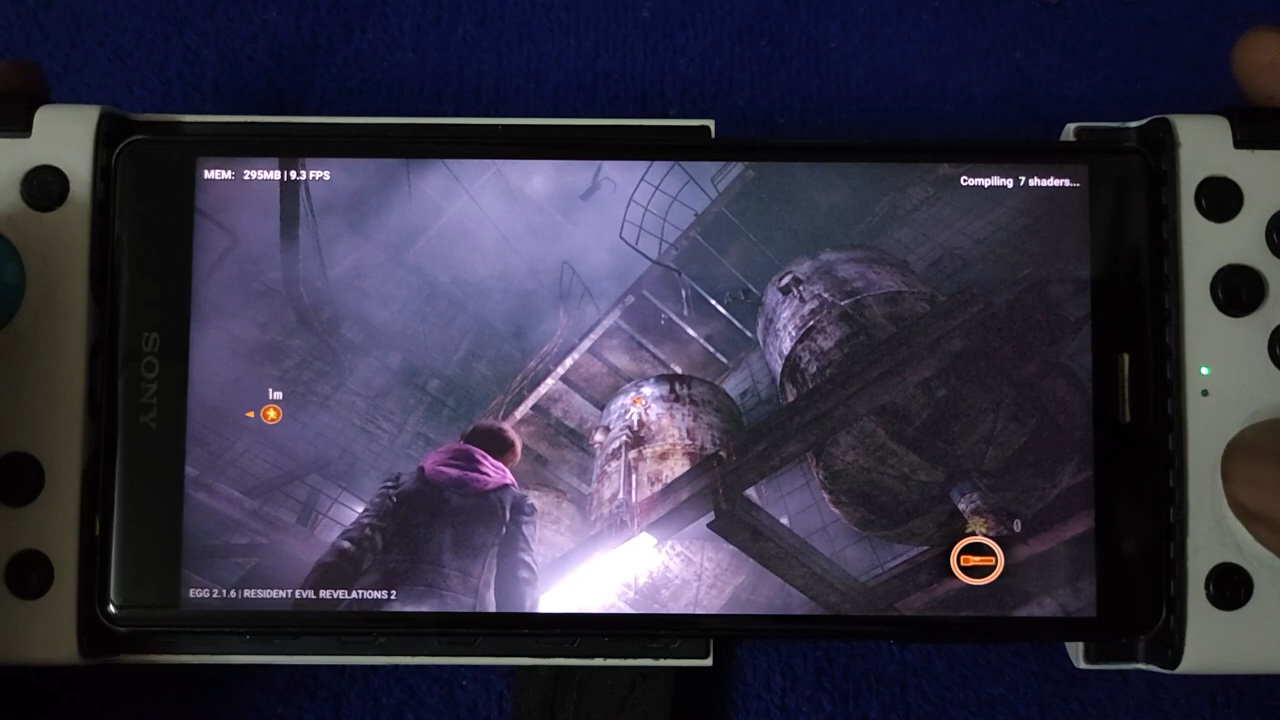 MEM: 295MB | 9.3 FPS
Compiling 7 shaders...
SONY
1m
0
EGG 2.1.6 | RESIDENT EVIL REVELATIONS 2